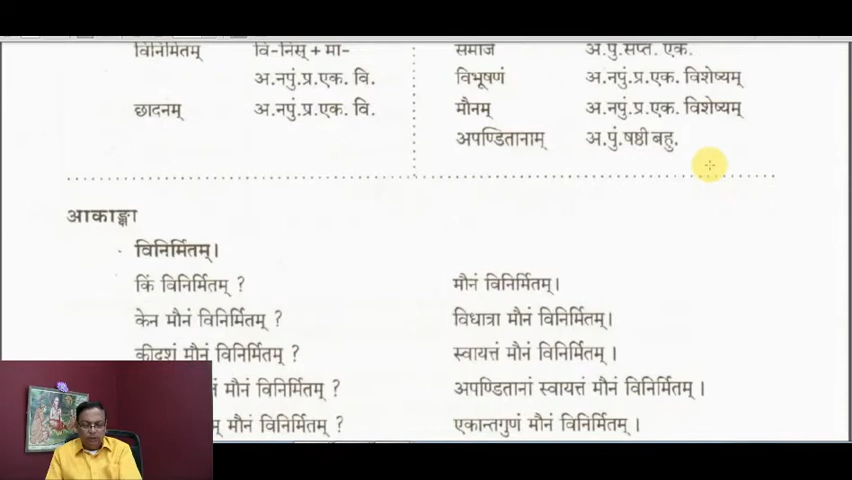 विनिर्मितम् वि-निस् + मा-
अ.नपुं.प्र.एक. वि.
छादनम् अ.नपुं.प्र.एक. वि.
समाज अ.पु.सप्त. एक.
विभूषणं अ.नपुं.प्र.एक. विशेष्यम्
मौनम् अ.नपुं.प्र.एक. विशेष्यम्
अपण्डितानाम् अ.पुं.षष्ठी बहु.
आकाङ्क्षा
विनिर्मितम्।
किं विनिर्मितम् ? मौनं विनिर्मितम्।
केन मौनं विनिर्मितम् ? विधात्रा मौनं विनिर्मितम्।
कीदृशं मौनं विनिर्मितम् ? स्वायत्तं मौनं विनिर्मितम् ।
मौनं विनिर्मितम् ? अपण्डितानां स्वायत्तं मौनं विनिर्मितम् ।
मौनं विनिर्मितम् ? एकान्तगुणं मौनं विनिर्मितम् ।